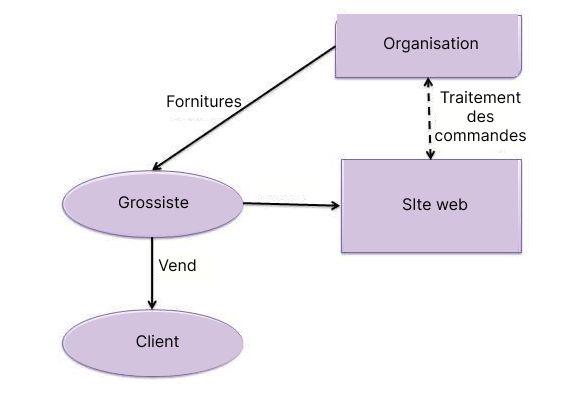 Organisation
Fornitures
Traitement
des
commandes
Grossiste
SIte web
Vend
Client